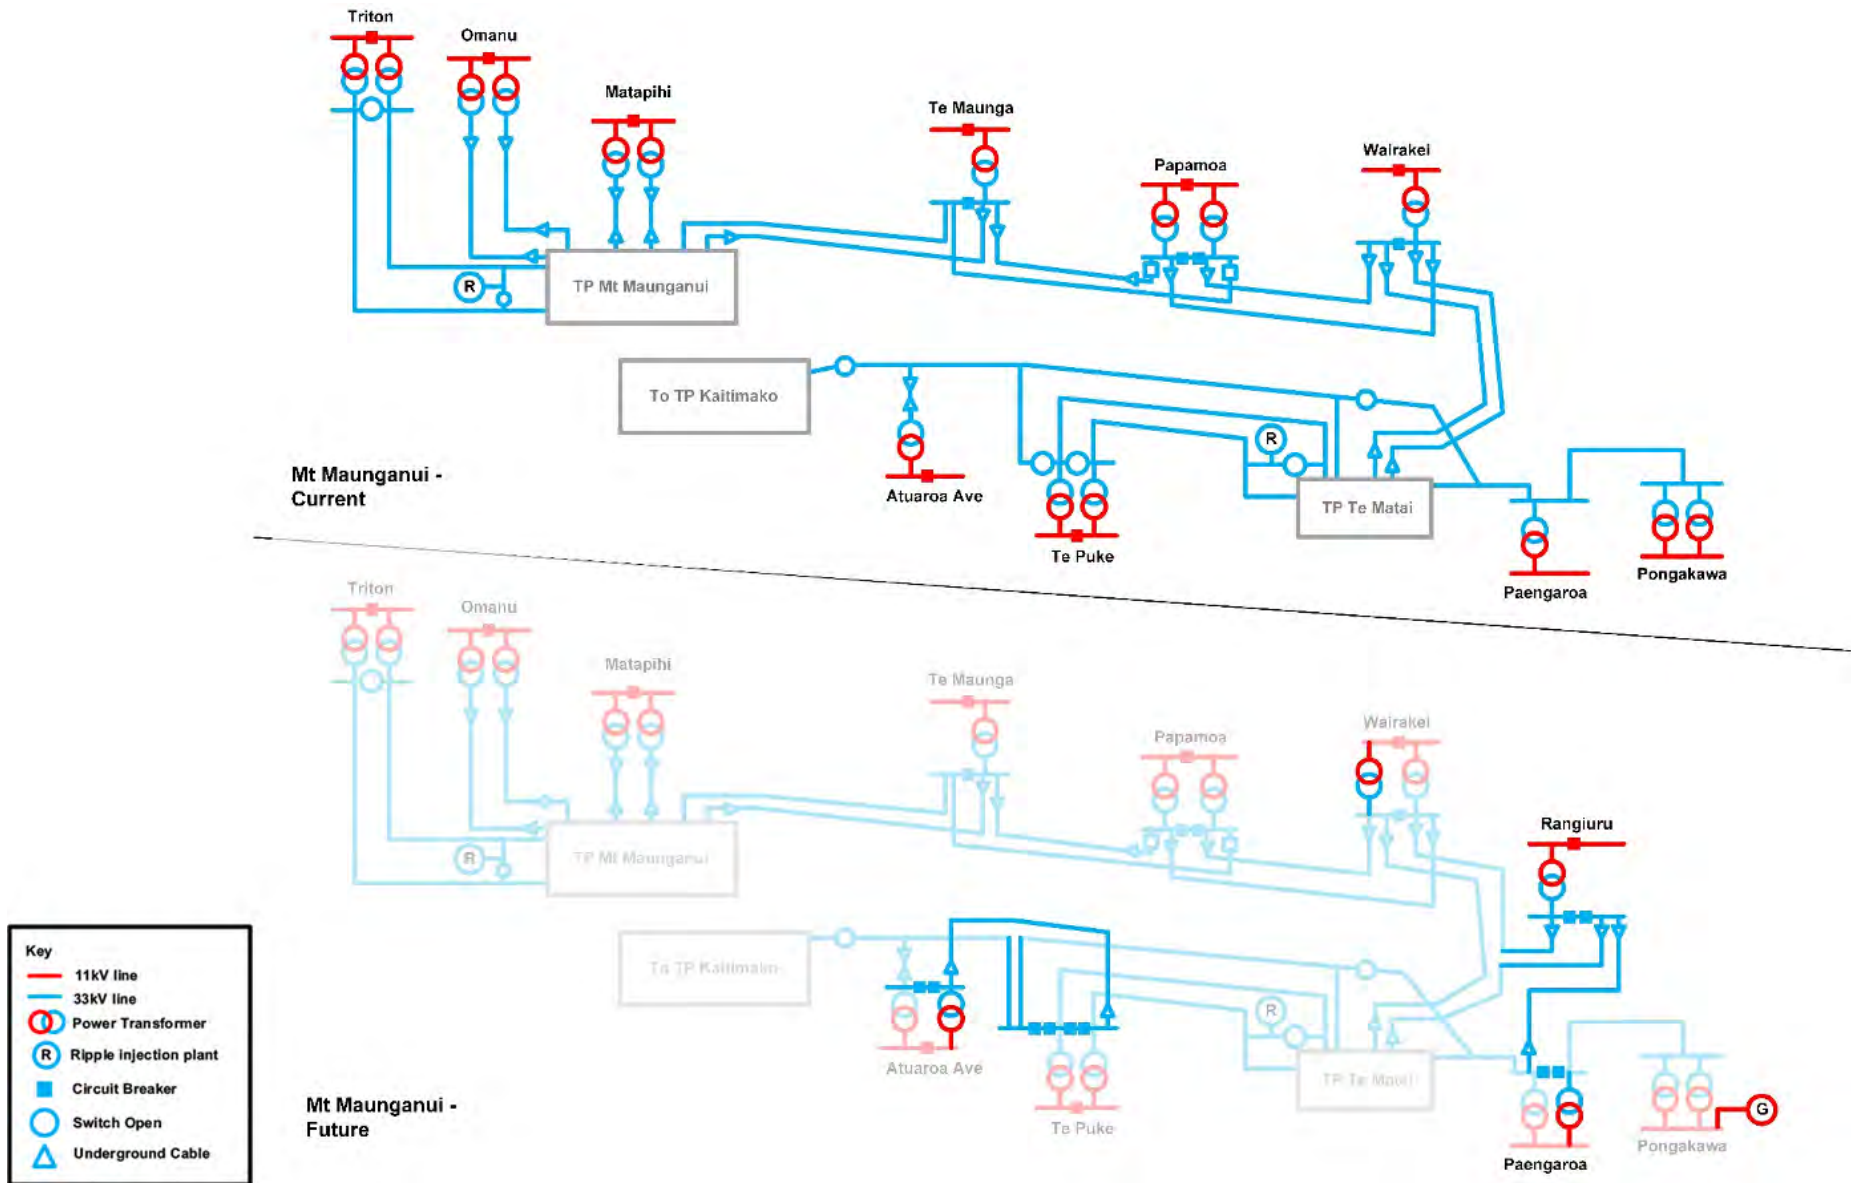 Triton
Omanu
Matapihi
Te Maunga
Papamoa
Wairakei
TP Mt Maunganui
R
To TP Kaitimako
R
TP Te Matai
Mt Maunganui -
Current
Atuaroa Ave
Te Puke
Paengaroa
Pongakawa
Triton
Omanu
Matapihi
Te Maunga
Papamoa
Wairakei
Rangiuru
TP Mt Maunganui
R
To TP Kaitimako
R
TP Te Matai
Atuaroa Ave
Te Puke
G
Paengaroa
Pongakawa
Mt Maunganui -
Future
Key
11kV line
33kV line
Power Transformer
R Ripple injection plant
Circuit Breaker
Switch Open
Underground Cable